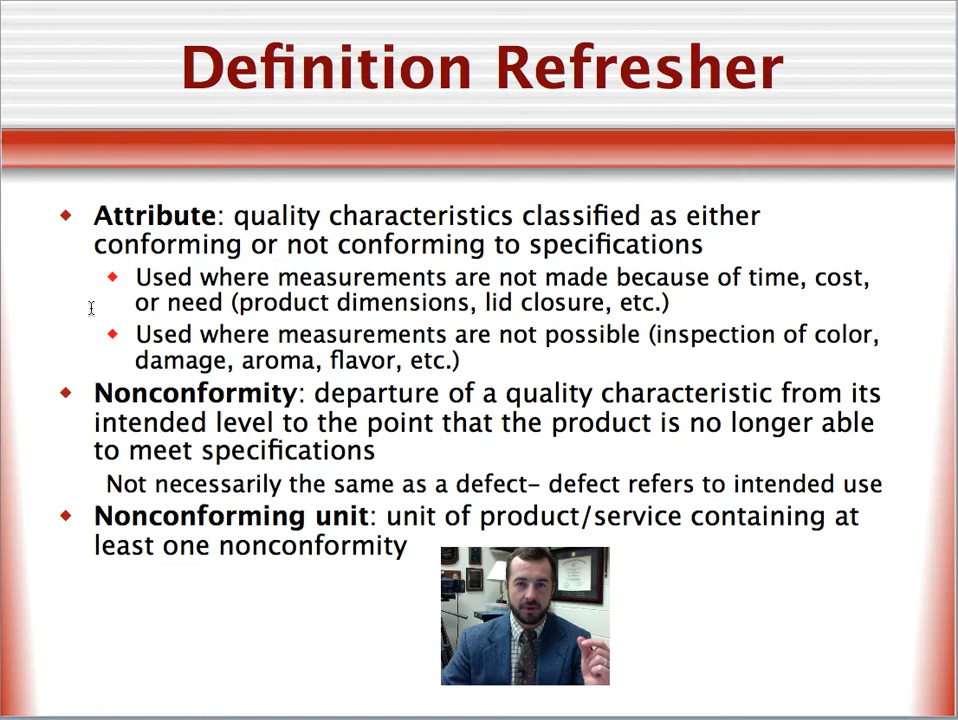 Definition Refresher
Attribute: quality characteristics classified as either
conforming or not conforming to specifications
Used where measurements are not made because of time, cost,
or need (product dimensions, lid closure, etc.)
Used where measurements are not possible (inspection of color,
damage, aroma, flavor, etc.)
Nonconformity: departure of a quality characteristic from its
intended level to the point that the product is no longer able
to meet specifications
Not necessarily the same as a defect– defect refers to intended use
Nonconforming unit: unit of product/service containing at
least one nonconformity